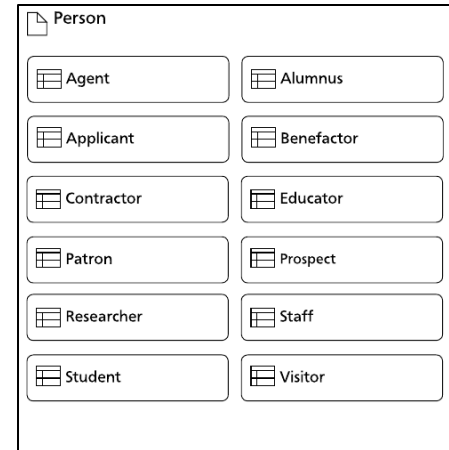 Person
Agent
Alumnus
Applicant
Benefactor
Contractor
Educator
Patron
Prospect
Researcher
Staff
Student
Visitor